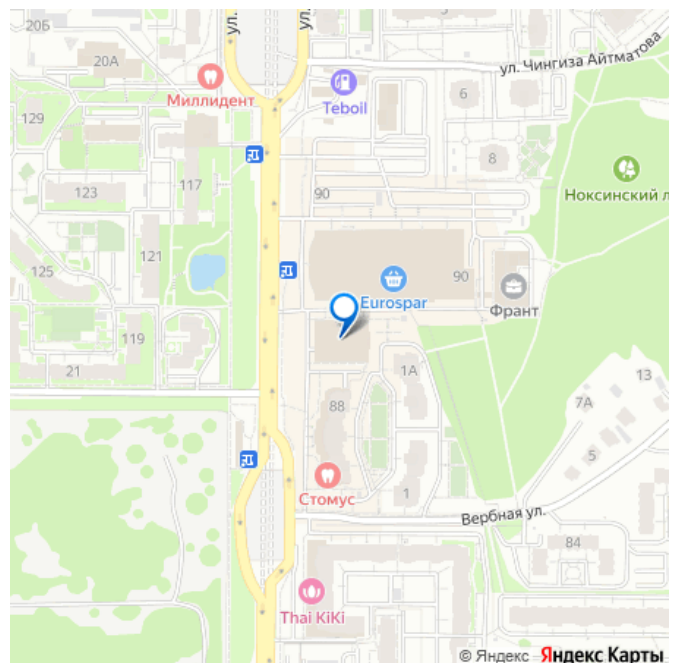 20Б
ул.
ул.
20А
ул. Чингиза Айтматова
Миллидент
Teboil
6
129
8
123
117
90
Ноксинский л
121
125
90
Eurospar
Франт
119
21
1А
13
88
7А
5
Стомус
1
Вербная ул.
84
Thai KiKi
© Яндекс Яндекс Карты